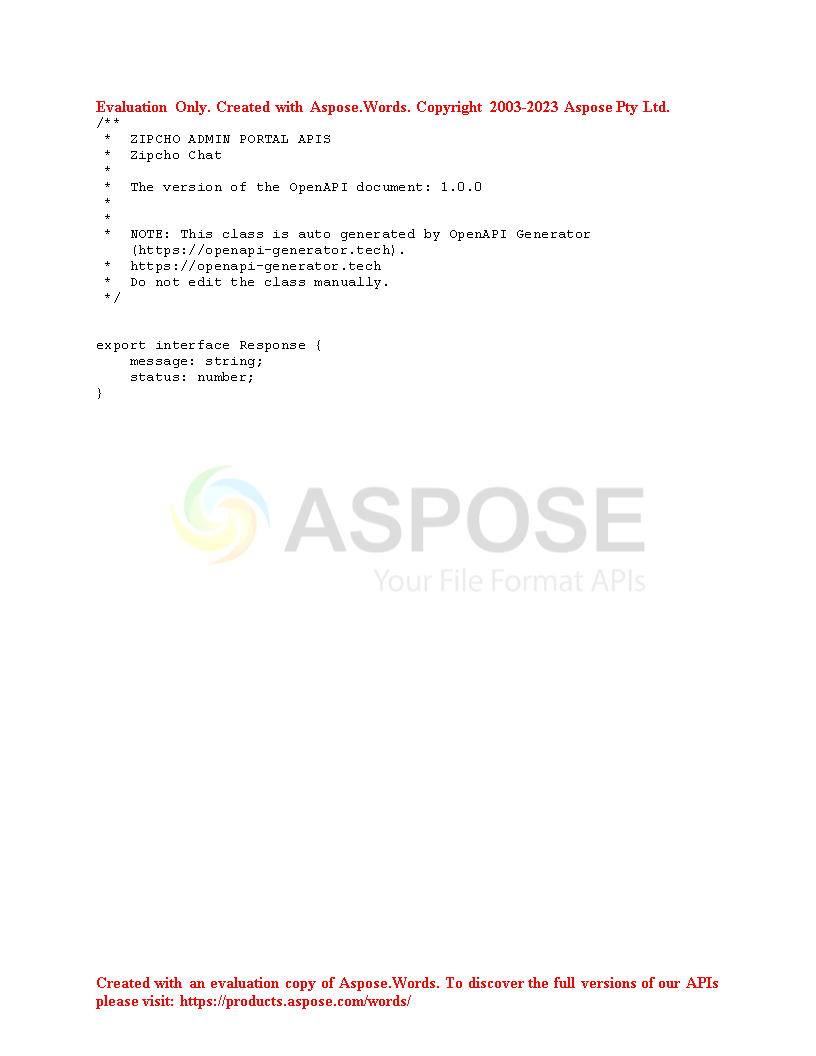 Evaluation Only. Created with Aspose.Words. Copyright 2003-2023 Aspose Pty Ltd.
/**
 * ZIPCHO ADMIN PORTAL APIS
 * Zipcho Chat
 *
 * The version of the OpenAPI document: 1.0.0
 *
 *
 * NOTE: This class is auto generated by OpenAPI Generator
(https://openapi-generator.tech).
 * https://openapi-generator.tech
 * Do not edit the class manually.
 */
export interface Response {
    message: string;
    status: number;
}
ASPOSE
Your File Format APIs
Created with an evaluation copy of Aspose.Words. To discover the full versions of our APIs
please visit: https://products.aspose.com/words/